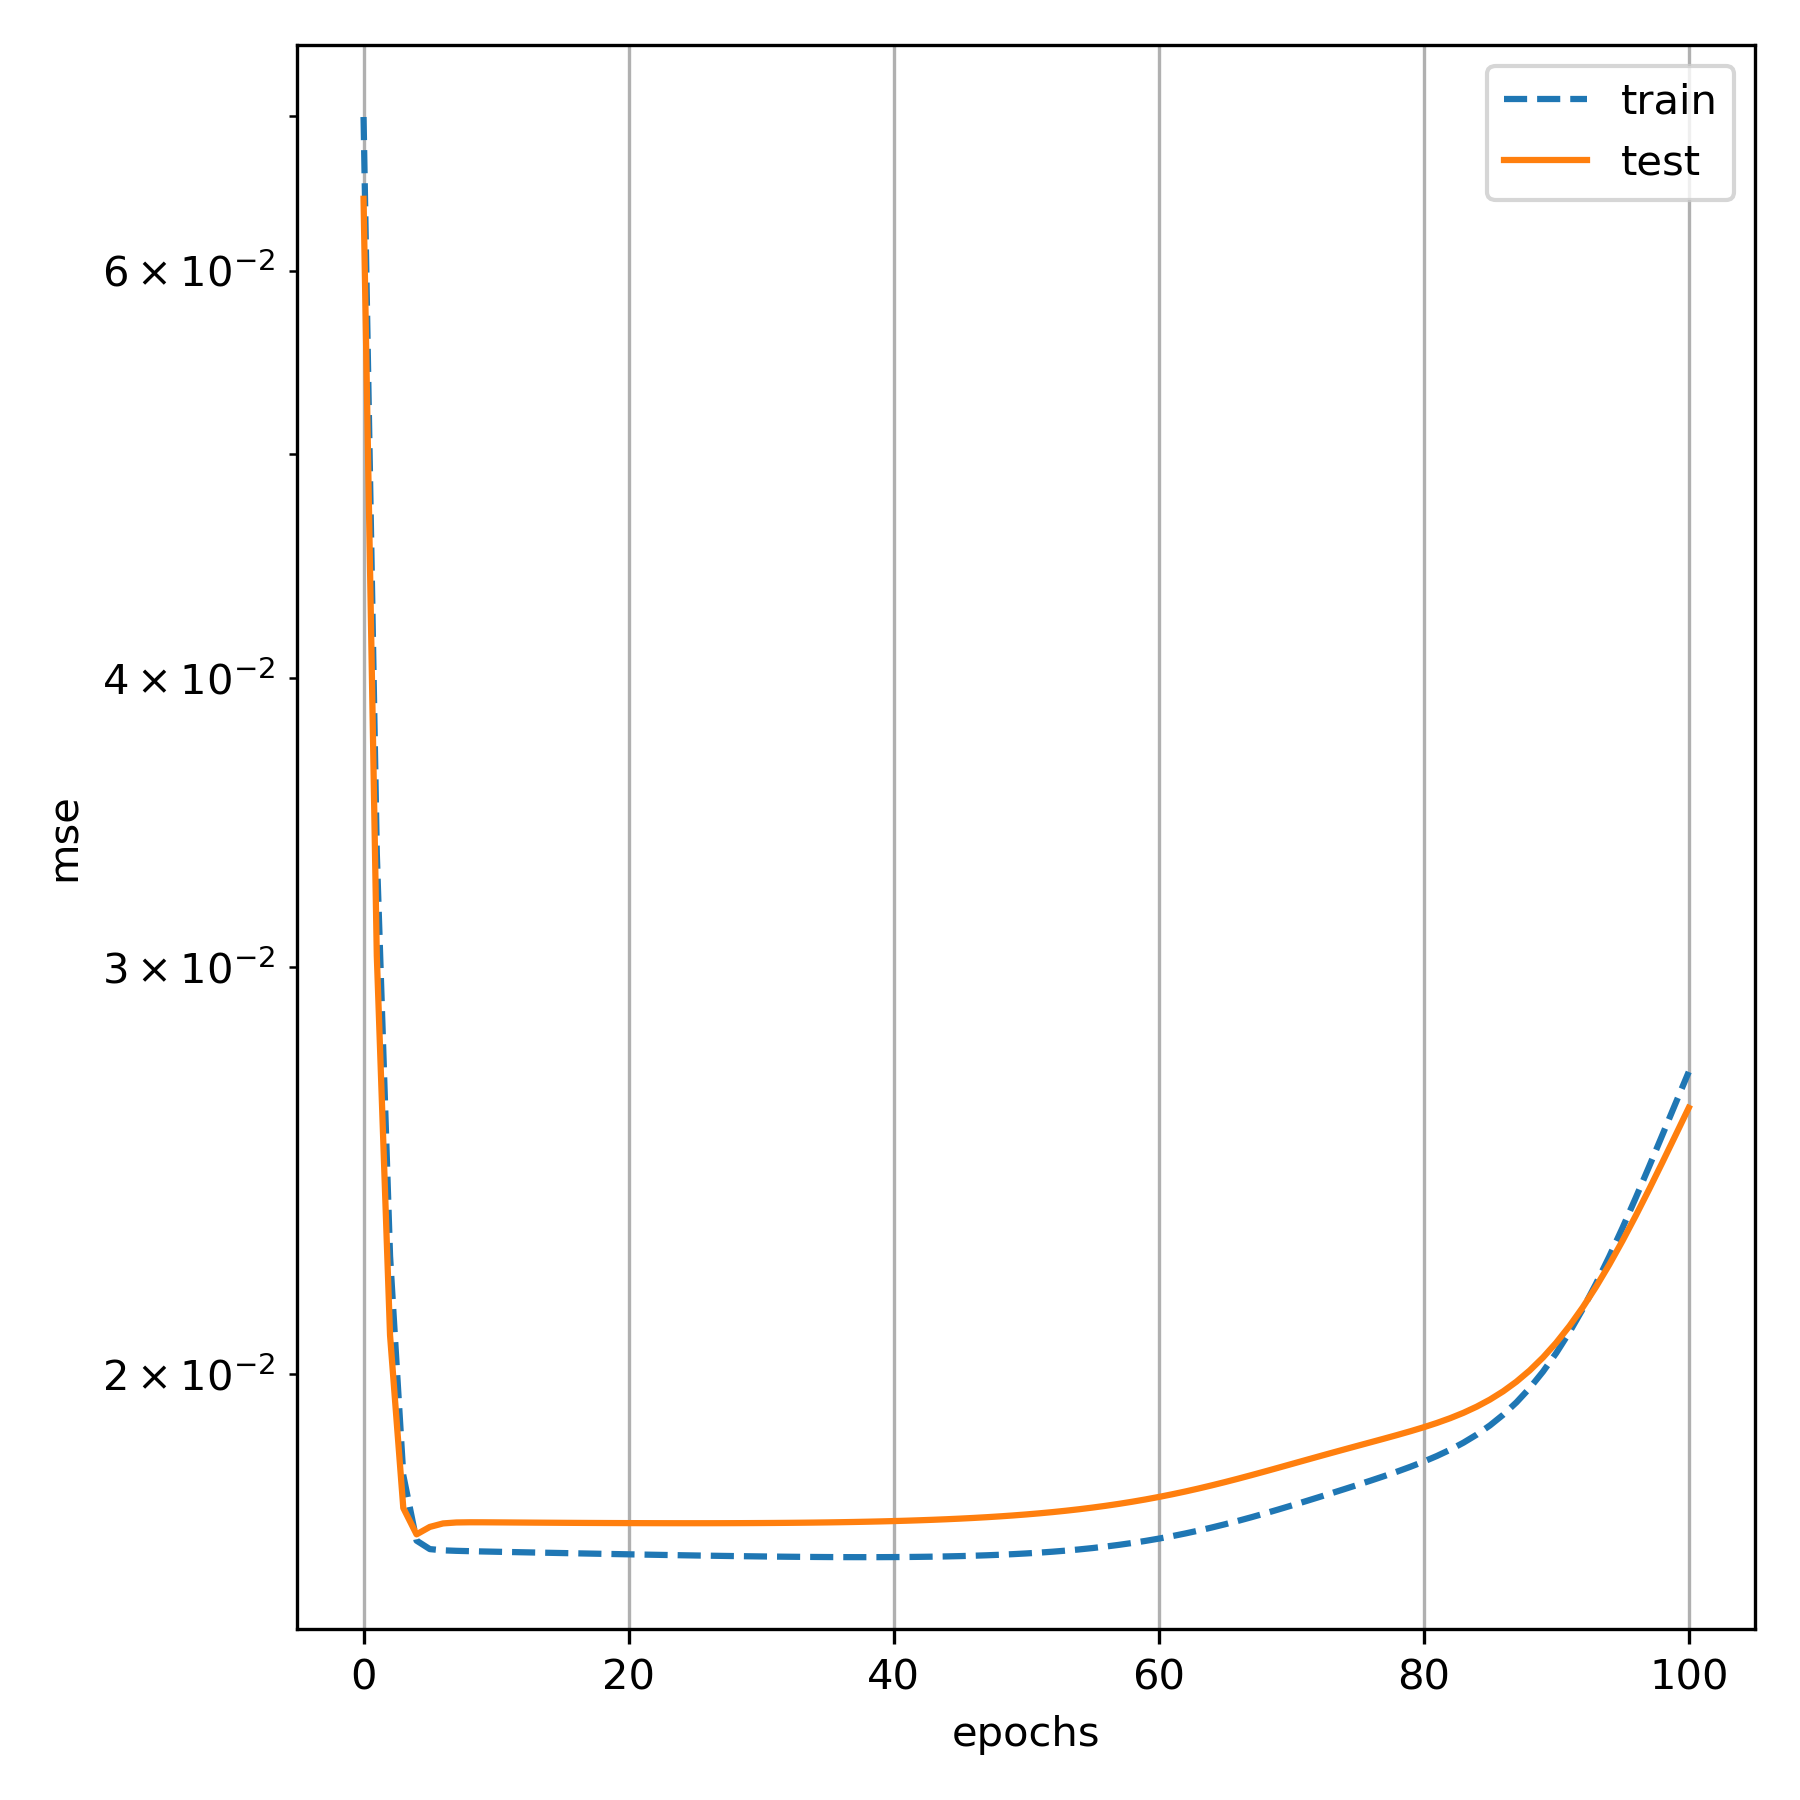 train
test
6 × 10⁻²
4 × 10⁻²
3 × 10⁻²
2 × 10⁻²
mse
0 20 40 60 80 100
epochs